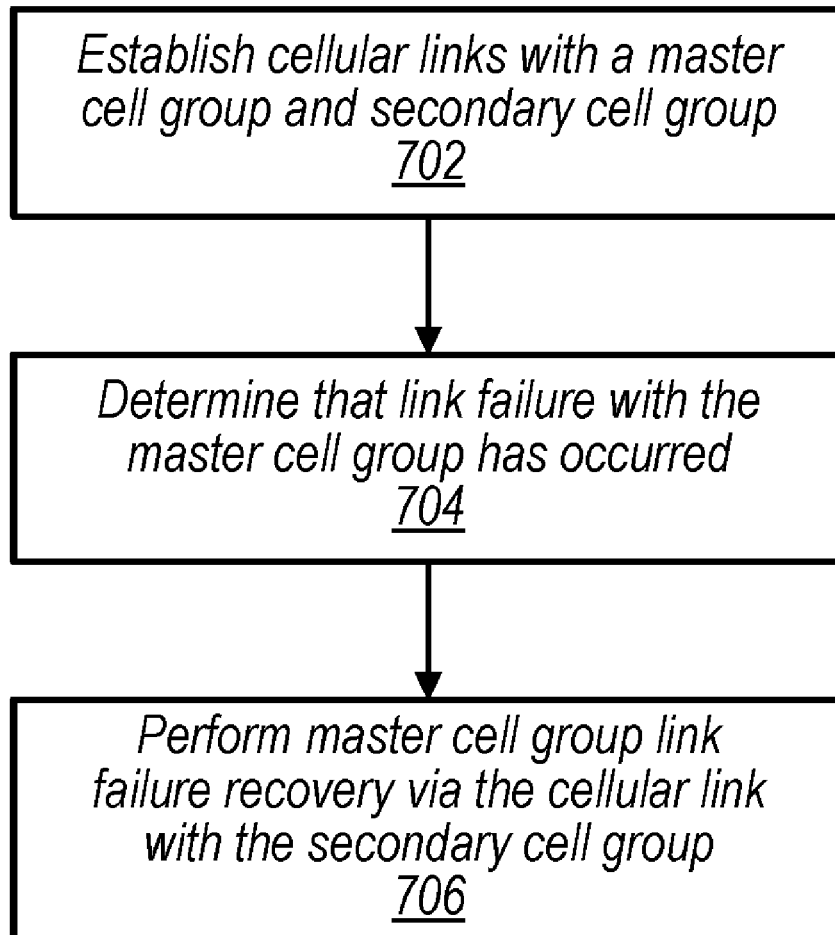 Establish cellular links with a master
cell group and secondary cell group
702
Determine that link failure with the
master cell group has occurred
704
Perform master cell group link
failure recovery via the cellular link
with the secondary cell group
706